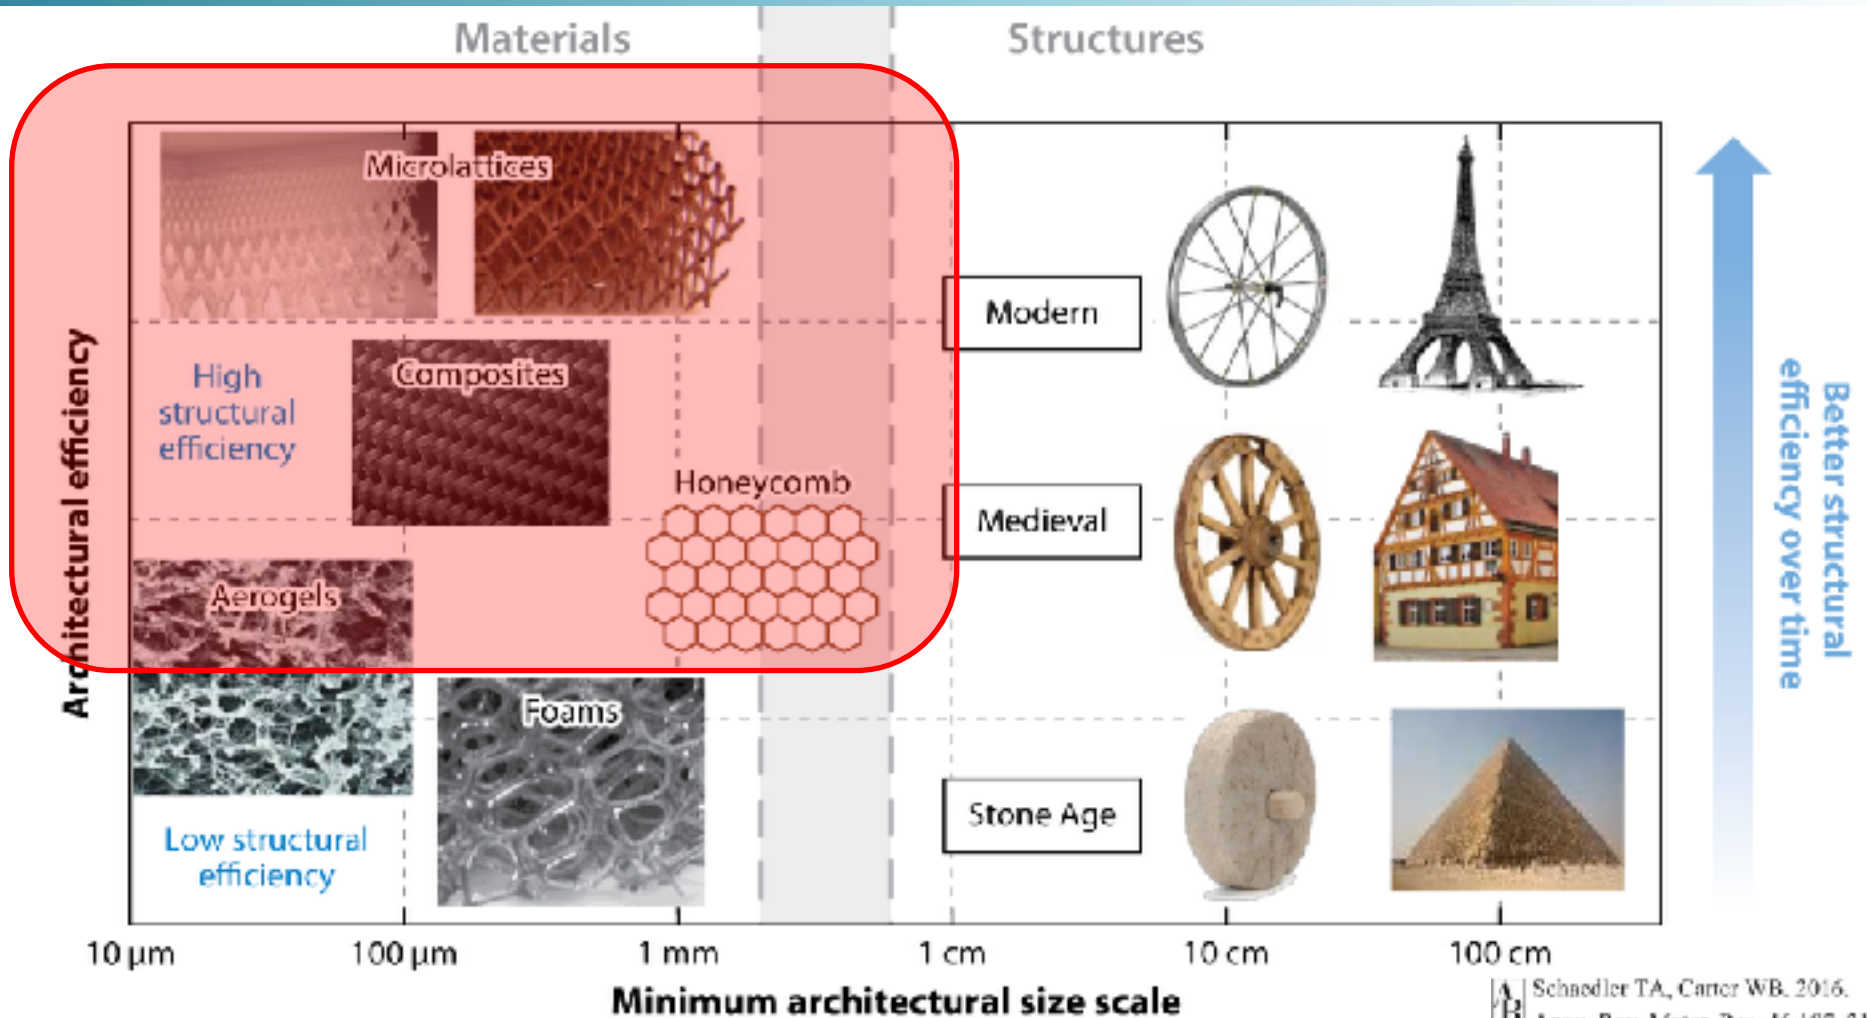 Materials
Structures
Microlattices
Modern
High
structural
efficiency
Composites
Honeycomb
Medieval
Aerogels
Foams
Stone Age
Low structural
efficiency
Architectural efficiency
Better structural
efficiency over time
10 μm
100 μm
1 mm
1 cm
10 cm
100 cm
Minimum architectural size scale
Schaedler TA, Carter WB. 2016.